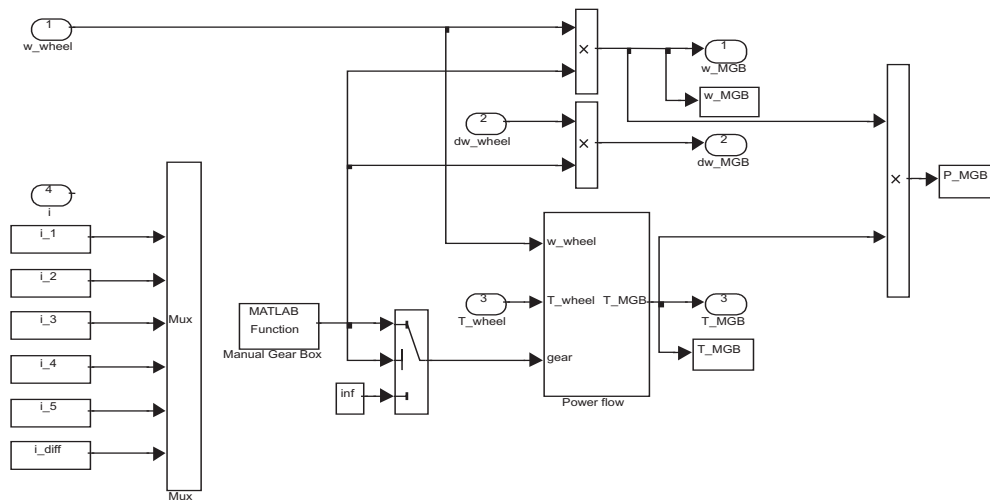 1
w_wheel
×
1
w_MGB
w_MGB
2
dw_wheel
×
2
dw_MGB
×
P_MGB
4
i
i_1
i_2
i_3
i_4
i_5
i_diff
Mux
Mux
MATLAB
Function
Manual Gear Box
inf
3
T_wheel
w_wheel
T_wheel
T_MGB
gear
Power flow
3
T_MGB
T_MGB